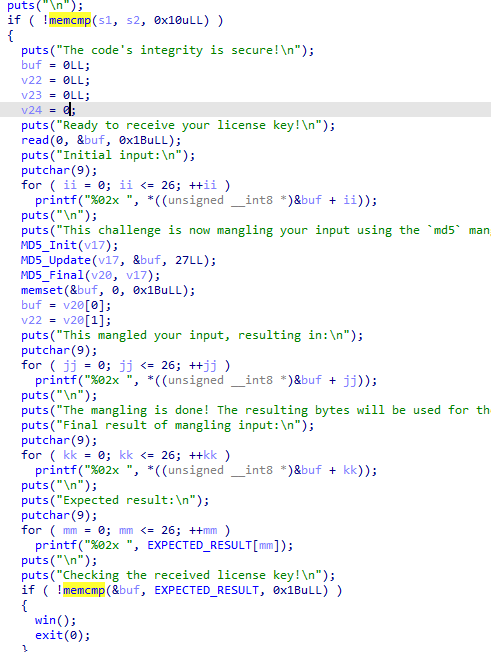 puts("\n");
if ( !memcmp(s1, s2, 0x10uLL) )
{
puts("The code's integrity is secure!\n");
buf = 0LL;
v22 = 0LL;
v23 = 0LL;
v24 = 0;
puts("Ready to receive your license key!\n");
read(0, &buf, 0x1BuLL);
puts("Initial input:\n");
putchar(9);
for ( ii = 0; ii <= 26; ++ii )
printf("%02x ", *((unsigned __int8 *)&buf + ii));
puts("\n");
puts("This challenge is now mangling your input using the `md5` man
MD5_Init(v17);
MD5_Update(v17, &buf, 27LL);
MD5_Final(v20, v17);
memset(&buf, 0, 0x1BuLL);
buf = v20[0];
v22 = v20[1];
puts("This mangled your input, resulting in:\n");
putchar(9);
for ( jj = 0; jj <= 26; ++jj )
printf("%02x ", *((unsigned __int8 *)&buf + jj));
puts("\n");
puts("The mangling is done! The resulting bytes will be used for th
puts("Final result of mangling input:\n");
putchar(9);
for ( kk = 0; kk <= 26; ++kk )
printf("%02x ", *((unsigned __int8 *)&buf + kk));
puts("\n");
puts("Expected result:\n");
putchar(9);
for ( mm = 0; mm <= 26; ++mm )
printf("%02x ", EXPECTED_RESULT[mm]);
puts("\n");
puts("Checking the received license key!\n");
if ( !memcmp(&buf, EXPECTED_RESULT, 0x1BuLL) )
{
win();
exit(0);
}